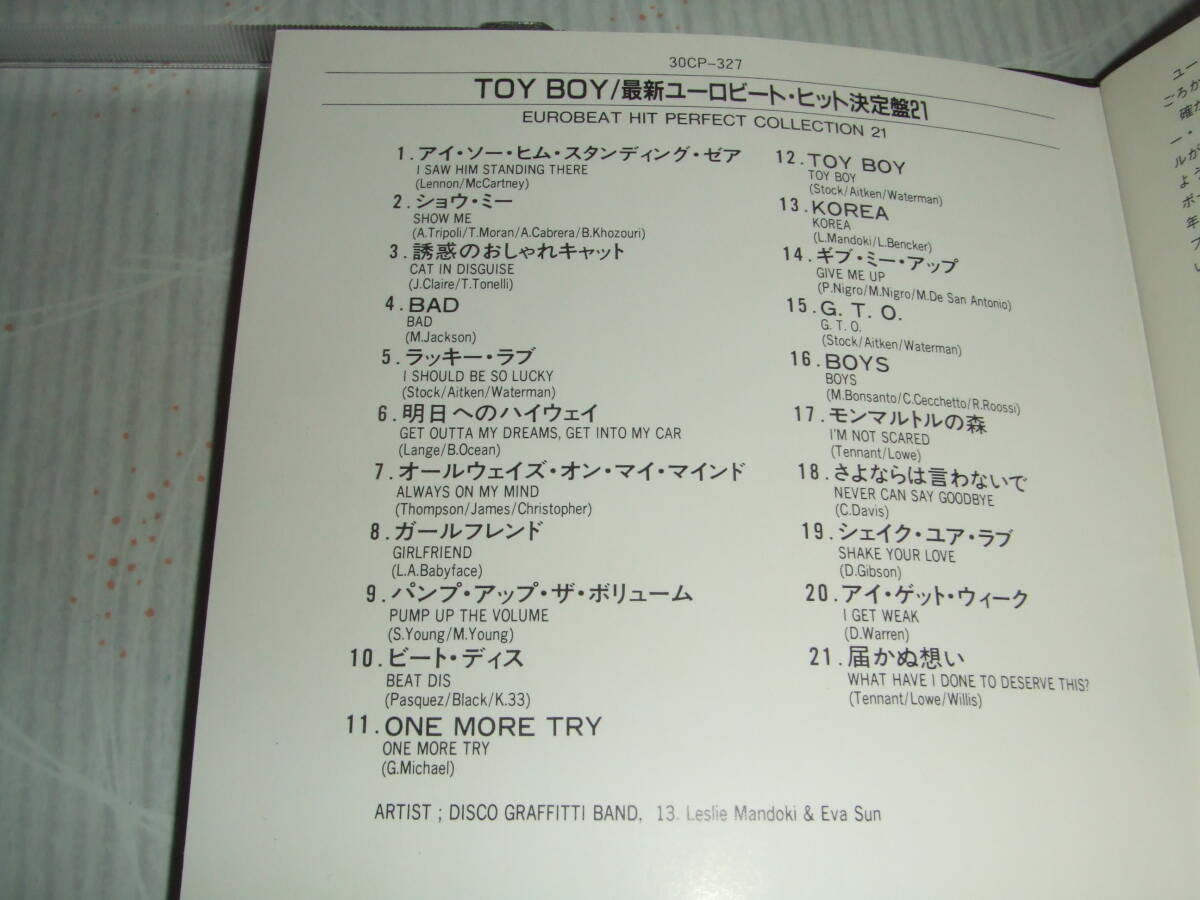 30CP-327
TOY BOY/最新ユーロビート・ヒット決定盤21
EUROBEAT HIT PERFECT COLLECTION 21
1.アイ・ソー・ヒム・スタンディング・ゼア
I SAW HIM STANDING THERE
(Lennon/McCartney)
2.ショウ・ミー
SHOW ME
(A.Tripoli/T.Moran/A.Cabrera/B.Khozouri)
3.誘惑のおしゃれキャット
CAT IN DISGUISE
(J.Claire/T.Tonelli)
4.BAD
BAD
(M.Jackson)
5.ラッキー・ラブ
I SHOULD BE SO LUCKY
(Stock/Aitken/Waterman)
6.明日へのハイウェイ
GET OUTTA MY DREAMS, GET INTO MY CAR
(Lange/B.Ocean)
7.オールウェイズ・オン・マイ・マインド
ALWAYS ON MY MIND
(Thompson/James/Christopher)
8.ガールフレンド
GIRLFRIEND
(L.A.Babyface)
9.パンプ・アップ・ザ・ボリューム
PUMP UP THE VOLUME
(S.Young/M.Young)
10.ビート・ディス
BEAT DIS
(Pasquez/Black/K.33)
11.ONE MORE TRY
ONE MORE TRY
(G.Michael)
12.TOY BOY
TOY BOY
(Stock/Aitken/Waterman)
13.KOREA
KOREA
(L.Mandoki/L.Bencker)
14.ギブ・ミー・アップ
GIVE ME UP
(P.Nigro/M.Nigro/M.De San Antonio)
15.G. T. O.
G. T. O.
(Stock/Aitken/Waterman)
16.BOYS
BOYS
(M.Bonsanto/C.Cecchetto/R.Roossi)
17.モンマルトルの森
I'M NOT SCARED
(Tennant/Lowe)
18.さよならは言わないで
NEVER CAN SAY GOODBYE
(C.Davis)
19.シェイク・ユア・ラブ
SHAKE YOUR LOVE
(D.Gibson)
20.アイ・ゲット・ウィーク
I GET WEAK
(D.Warren)
21.届かぬ想い
WHAT HAVE I DONE TO DESERVE THIS?
(Tennant/Lowe/Willis)
ARTIST ; DISCO GRAFFITTI BAND, 13. Leslie Mandoki & Eva Sun
ユー
ごろか
確か
ー・
ルが
よう
ボー
年
い